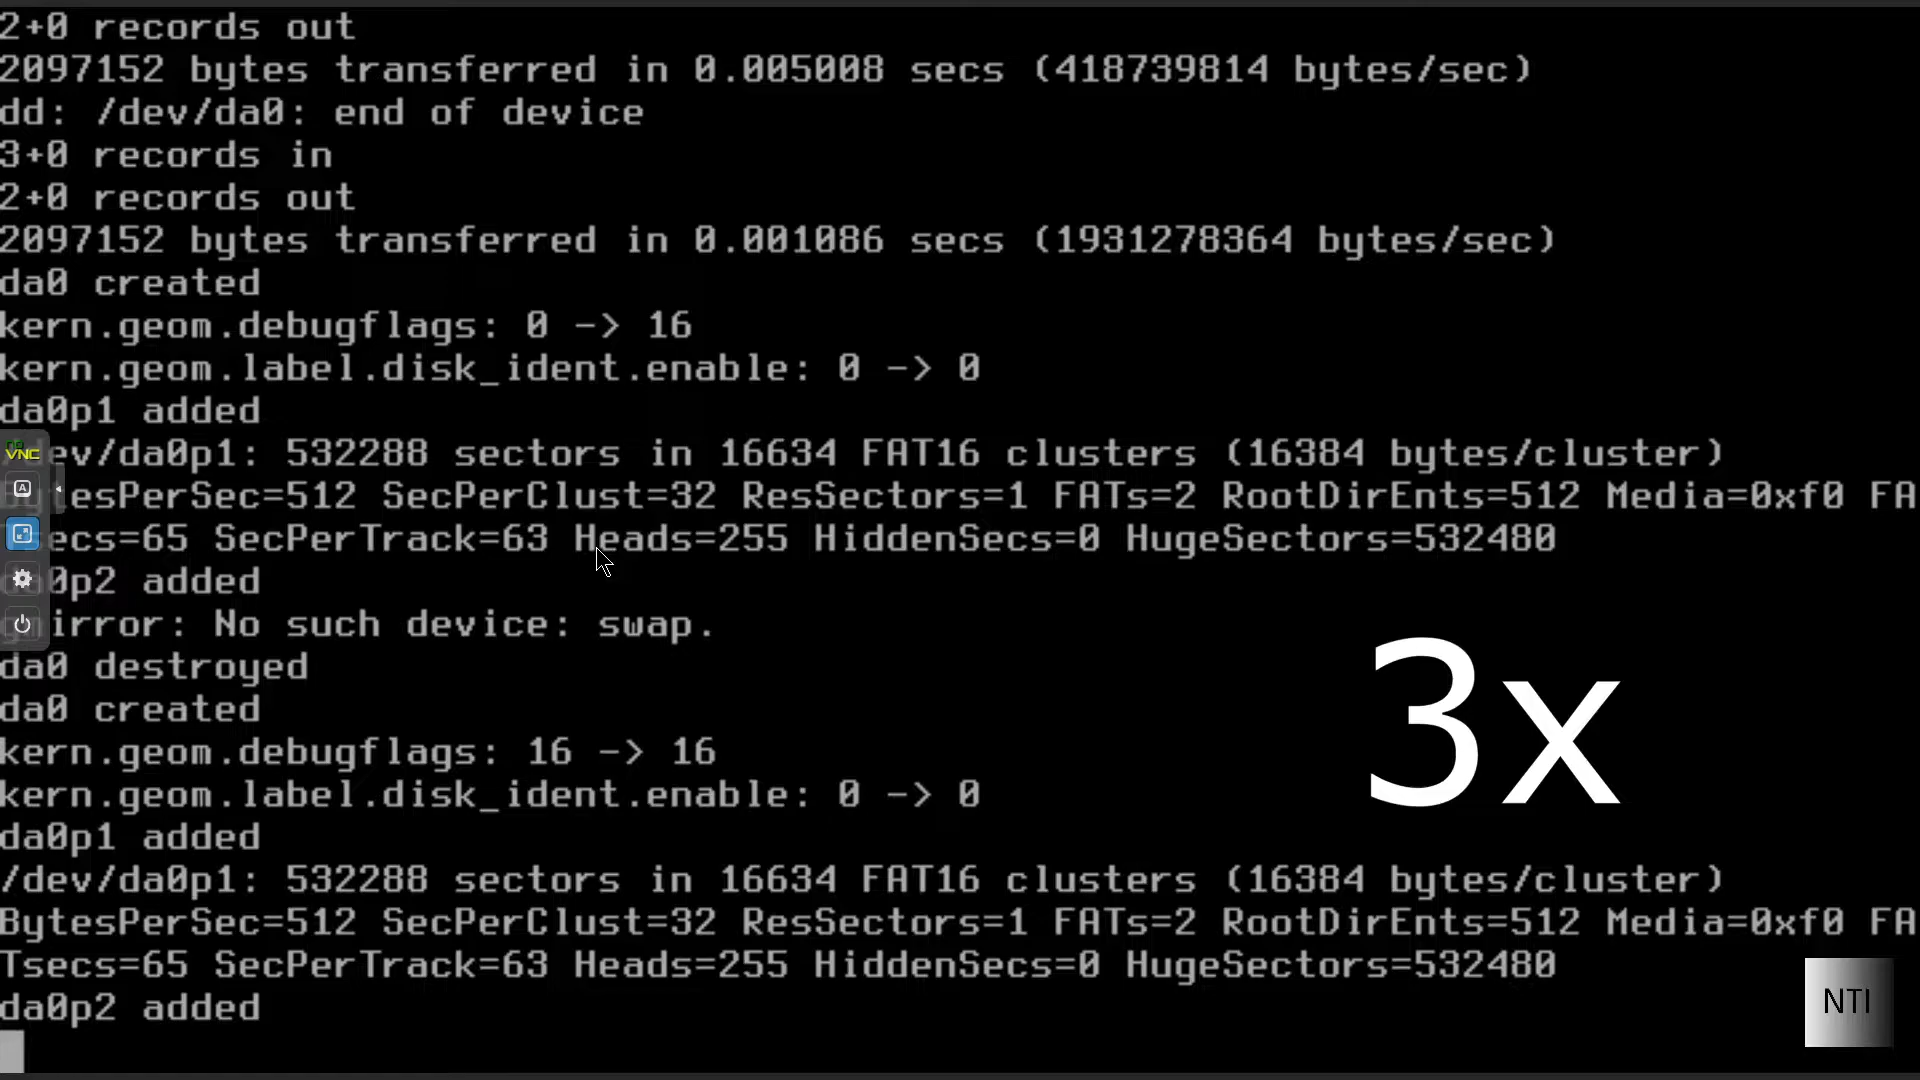 2+0 records out
2097152 bytes transferred in 0.005008 secs (418739814 bytes/sec)
dd: /dev/da0: end of device
3+0 records in
2+0 records out
2097152 bytes transferred in 0.001086 secs (1931278364 bytes/sec)
da0 created
kern.geom.debugflags: 0 -> 16
kern.geom.label.disk_ident.enable: 0 -> 0
da0p1 added
dev/da0p1: 532288 sectors in 16634 FAT16 clusters (16384 bytes/cluster)
tesPerSec=512 SecPerClust=32 ResSectors=1 FATs=2 RootDirEnts=512 Media=0xf0 FA
secs=65 SecPerTrack=63 Heads=255 HiddenSecs=0 HugeSectors=532480
da0p2 added
irror: No such device: swap.
da0 destroyed
da0 created
kern.geom.debugflags: 16 -> 16
kern.geom.label.disk_ident.enable: 0 -> 0
da0p1 added
/dev/da0p1: 532288 sectors in 16634 FAT16 clusters (16384 bytes/cluster)
BytesPerSec=512 SecPerClust=32 ResSectors=1 FATs=2 RootDirEnts=512 Media=0xf0 FA
Tsecs=65 SecPerTrack=63 Heads=255 HiddenSecs=0 HugeSectors=532480
da0p2 added
no
VNC
A
3x
NTI